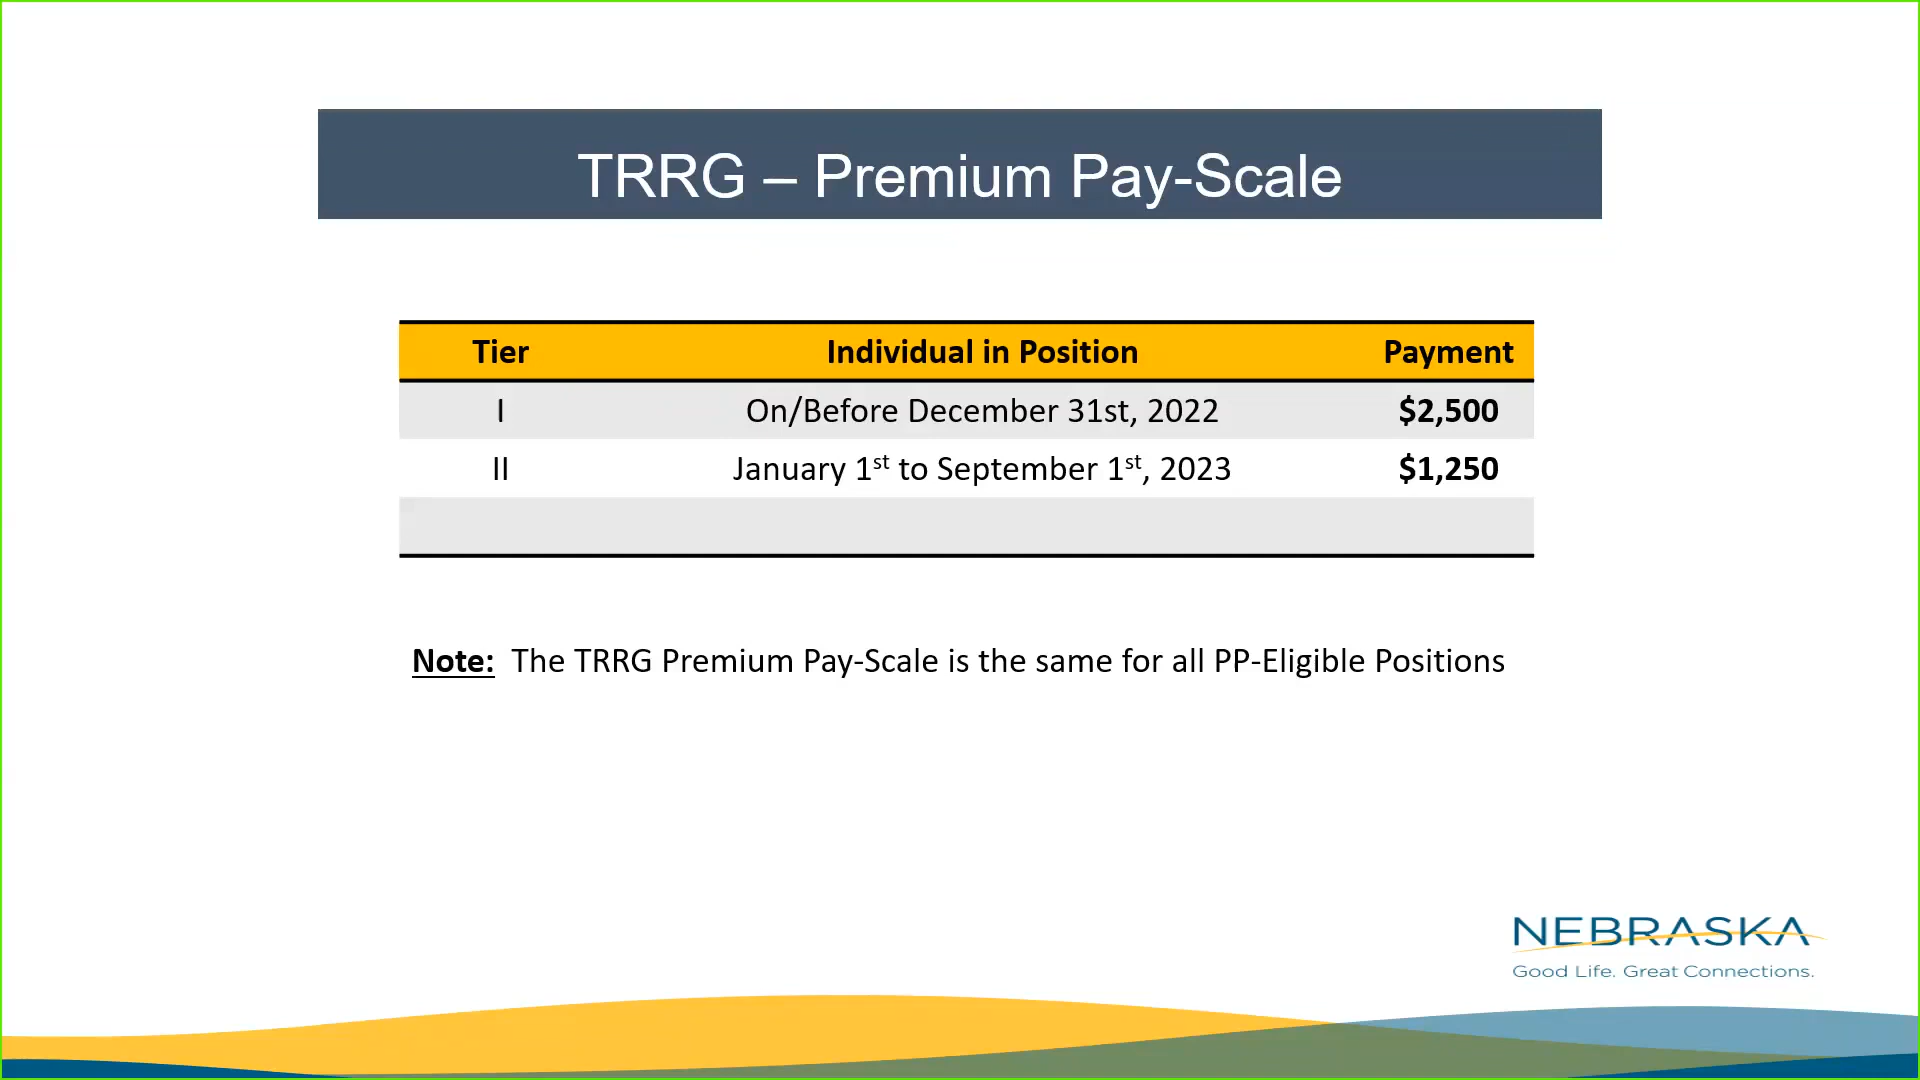 TRRG – Premium Pay-Scale
Tier Individual in Position Payment
I On/Before December 31st, 2022 $2,500
II January 1st to September 1st, 2023 $1,250
Note: The TRRG Premium Pay-Scale is the same for all PP-Eligible Positions
NEBRASKA
Good Life. Great Connections.